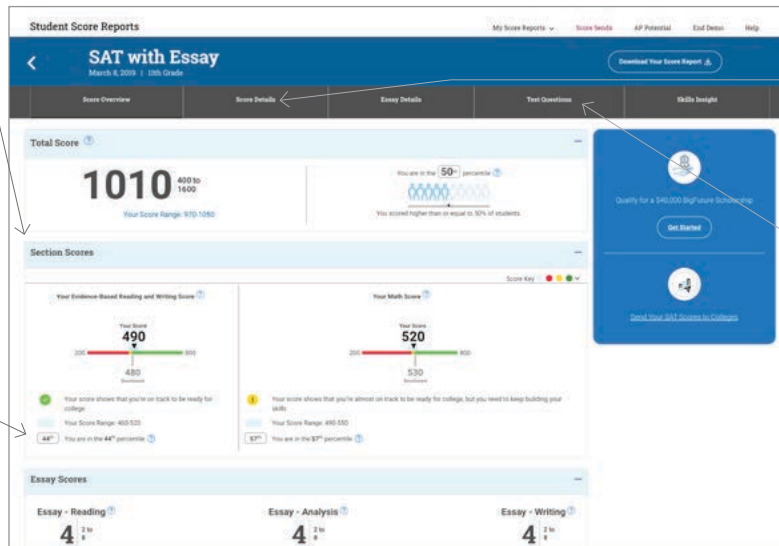 Student Score Reports
My Score Reports
Score Sends
AP Potential
End Demo
Help
SAT with Essay
March 8, 2019 | 11th Grade
Download Your Score Report
Score Overview
Score Details
Essay Details
Test Questions
Skills Insight
Total Score
1010 400 to 1600
Your Score Range: 970-1050
You are in the 50th percentile
You scored higher than or equal to 50% of students.
Qualify for a $40,000 BigFuture Scholarship
Get Started
Send Your SAT Scores to Colleges
Section Scores
Score Key
Your Evidence-Based Reading and Writing Score
Your Score
490
200 800
480
Benchmark
Your score shows that you're on track to be ready for
college
Your Score Range: 460-520
44th You are in the 44th percentile
Your Math Score
Your Score
520
200 800
530
Benchmark
Your score shows that you're almost on track to be ready for college, but you need to keep building your
skills
Your Score Range: 490-550
57th You are in the 57th percentile
Essay Scores
Essay - Reading
4 2 to 8
Essay - Analysis
4 2 to 8
Essay - Writing
4 2 to 8